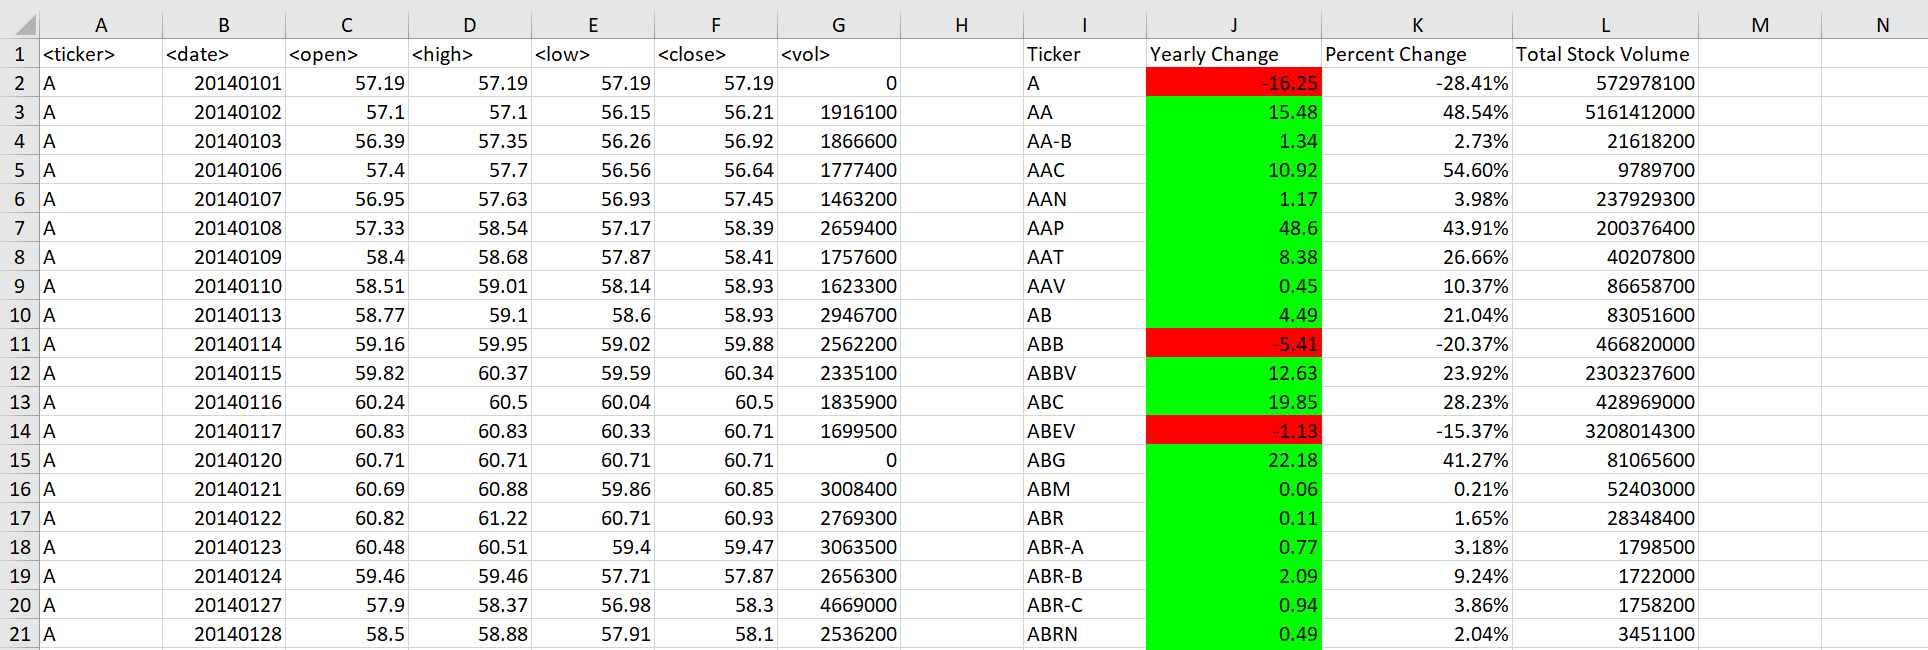 A B C D E F G H I J K L M N
1 <ticker> <date> <open> <high> <low> <close> <vol> Ticker Yearly Change Percent Change Total Stock Volume
2 A 20140101 57.19 57.19 57.19 57.19 0 A -16.25 -28.41% 572978100
3 A 20140102 57.1 57.1 56.15 56.21 1916100 AA 15.48 48.54% 5161412000
4 A 20140103 56.39 57.35 56.26 56.92 1866600 AA-B 1.34 2.73% 21618200
5 A 20140106 57.4 57.7 56.56 56.64 1777400 AAC 10.92 54.60% 9789700
6 A 20140107 56.95 57.63 56.93 57.45 1463200 AAN 1.17 3.98% 237929300
7 A 20140108 57.33 58.54 57.17 58.39 2659400 AAP 48.6 43.91% 200376400
8 A 20140109 58.4 58.68 57.87 58.41 1757600 AAT 8.38 26.66% 40207800
9 A 20140110 58.51 59.01 58.14 58.93 1623300 AAV 0.45 10.37% 86658700
10 A 20140113 58.77 59.1 58.6 58.93 2946700 AB 4.49 21.04% 83051600
11 A 20140114 59.16 59.95 59.02 59.88 2562200 ABB -5.41 -20.37% 466820000
12 A 20140115 59.82 60.37 59.59 60.34 2335100 ABBV 12.63 23.92% 2303237600
13 A 20140116 60.24 60.5 60.04 60.5 1835900 ABC 19.85 28.23% 428969000
14 A 20140117 60.83 60.83 60.33 60.71 1699500 ABEV -1.13 -15.37% 3208014300
15 A 20140120 60.71 60.71 60.71 60.71 0 ABG 22.18 41.27% 81065600
16 A 20140121 60.69 60.88 59.86 60.85 3008400 ABM 0.06 0.21% 52403000
17 A 20140122 60.82 61.22 60.71 60.93 2769300 ABR 0.11 1.65% 28348400
18 A 20140123 60.48 60.51 59.4 59.47 3063500 ABR-A 0.77 3.18% 1798500
19 A 20140124 59.46 59.46 57.71 57.87 2656300 ABR-B 2.09 9.24% 1722000
20 A 20140127 57.9 58.37 56.98 58.3 4669000 ABR-C 0.94 3.86% 1758200
21 A 20140128 58.5 58.88 57.91 58.1 2536200 ABRN 0.49 2.04% 3451100